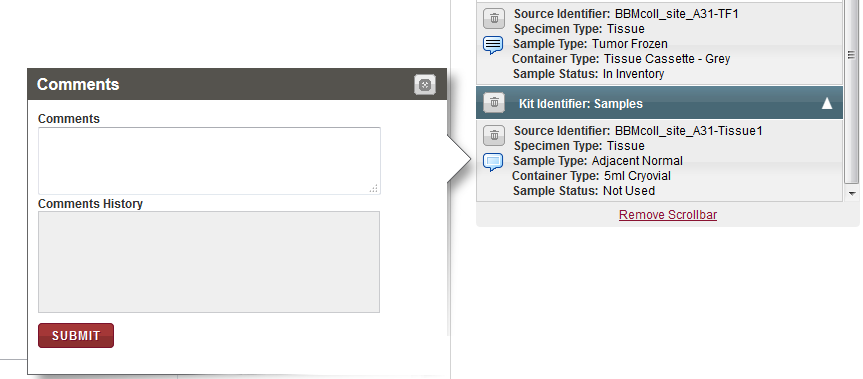 Comments
Comments
Comments History
SUBMIT
Source Identifier: BBMcoll_site_A31-TF1
Specimen Type: Tissue
Sample Type: Tumor Frozen
Container Type: Tissue Cassette - Grey
Sample Status: In Inventory
Kit Identifier: Samples
Source Identifier: BBMcoll_site_A31-Tissue1
Specimen Type: Tissue
Sample Type: Adjacent Normal
Container Type: 5ml Cryovial
Sample Status: Not Used
Remove Scrollbar